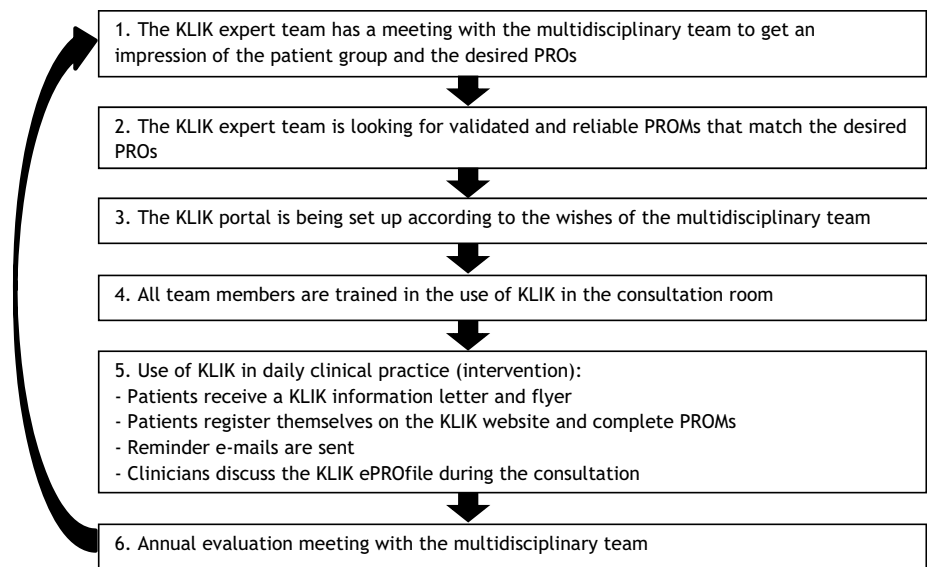 1. The KLIK expert team has a meeting with the multidisciplinary team to get an
impression of the patient group and the desired PROs
2. The KLIK expert team is looking for validated and reliable PROMs that match the desired
PROs
3. The KLIK portal is being set up according to the wishes of the multidisciplinary team
4. All team members are trained in the use of KLIK in the consultation room
5. Use of KLIK in daily clinical practice (intervention):
- Patients receive a KLIK information letter and flyer
- Patients register themselves on the KLIK website and complete PROMs
- Reminder e-mails are sent
- Clinicians discuss the KLIK ePROfile during the consultation
6. Annual evaluation meeting with the multidisciplinary team